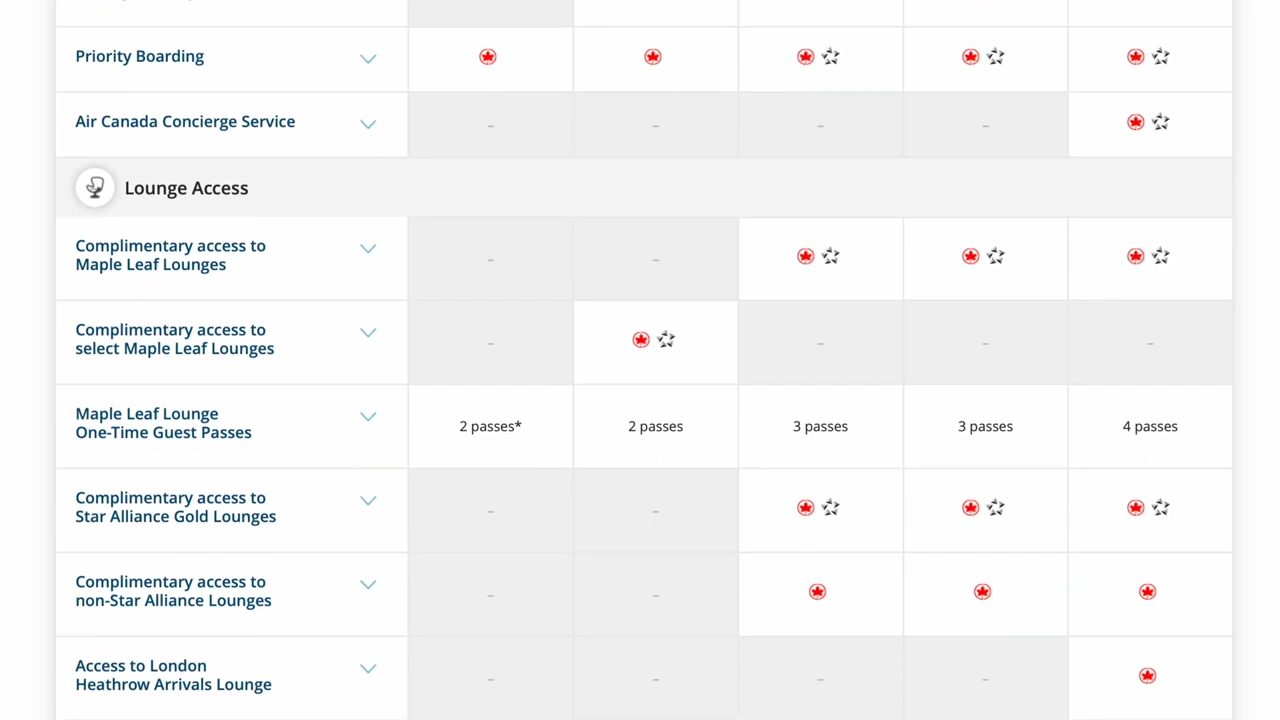 Priority Boarding
Air Canada Concierge Service
– – – –
Lounge Access
Complimentary access to
Maple Leaf Lounges
– –
Complimentary access to
select Maple Leaf Lounges
– – – –
Maple Leaf Lounge
One-Time Guest Passes
2 passes* 2 passes 3 passes 3 passes 4 passes
Complimentary access to
Star Alliance Gold Lounges
– –
Complimentary access to
non-Star Alliance Lounges
– –
Access to London
Heathrow Arrivals Lounge
– – – –